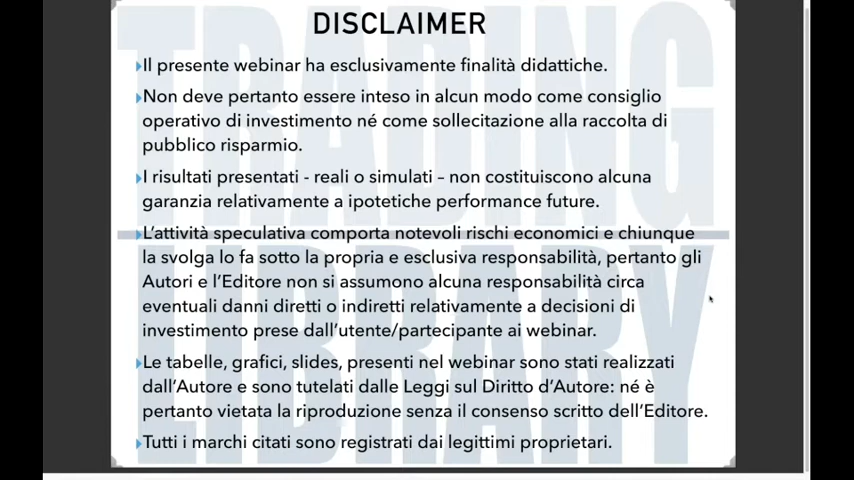 DISCLAIMER
Il presente webinar ha esclusivamente finalità didattiche.
Non deve pertanto essere inteso in alcun modo come consiglio
operativo di investimento né come sollecitazione alla raccolta di
pubblico risparmio.
I risultati presentati - reali o simulati – non costituiscono alcuna
garanzia relativamente a ipotetiche performance future.
L'attività speculativa comporta notevoli rischi economici e chiunque
la svolga lo fa sotto la propria e esclusiva responsabilità, pertanto gli
Autori e l'Editore non si assumono alcuna responsabilità circa
eventuali danni diretti o indiretti relativamente a decisioni di
investimento prese dall'utente/partecipante ai webinar.
Le tabelle, grafici, slides, presenti nel webinar sono stati realizzati
dall'Autore e sono tutelati dalle Leggi sul Diritto d'Autore: né è
pertanto vietata la riproduzione senza il consenso scritto dell'Editore.
Tutti i marchi citati sono registrati dai legittimi proprietari.
TRADING
LIBRARY